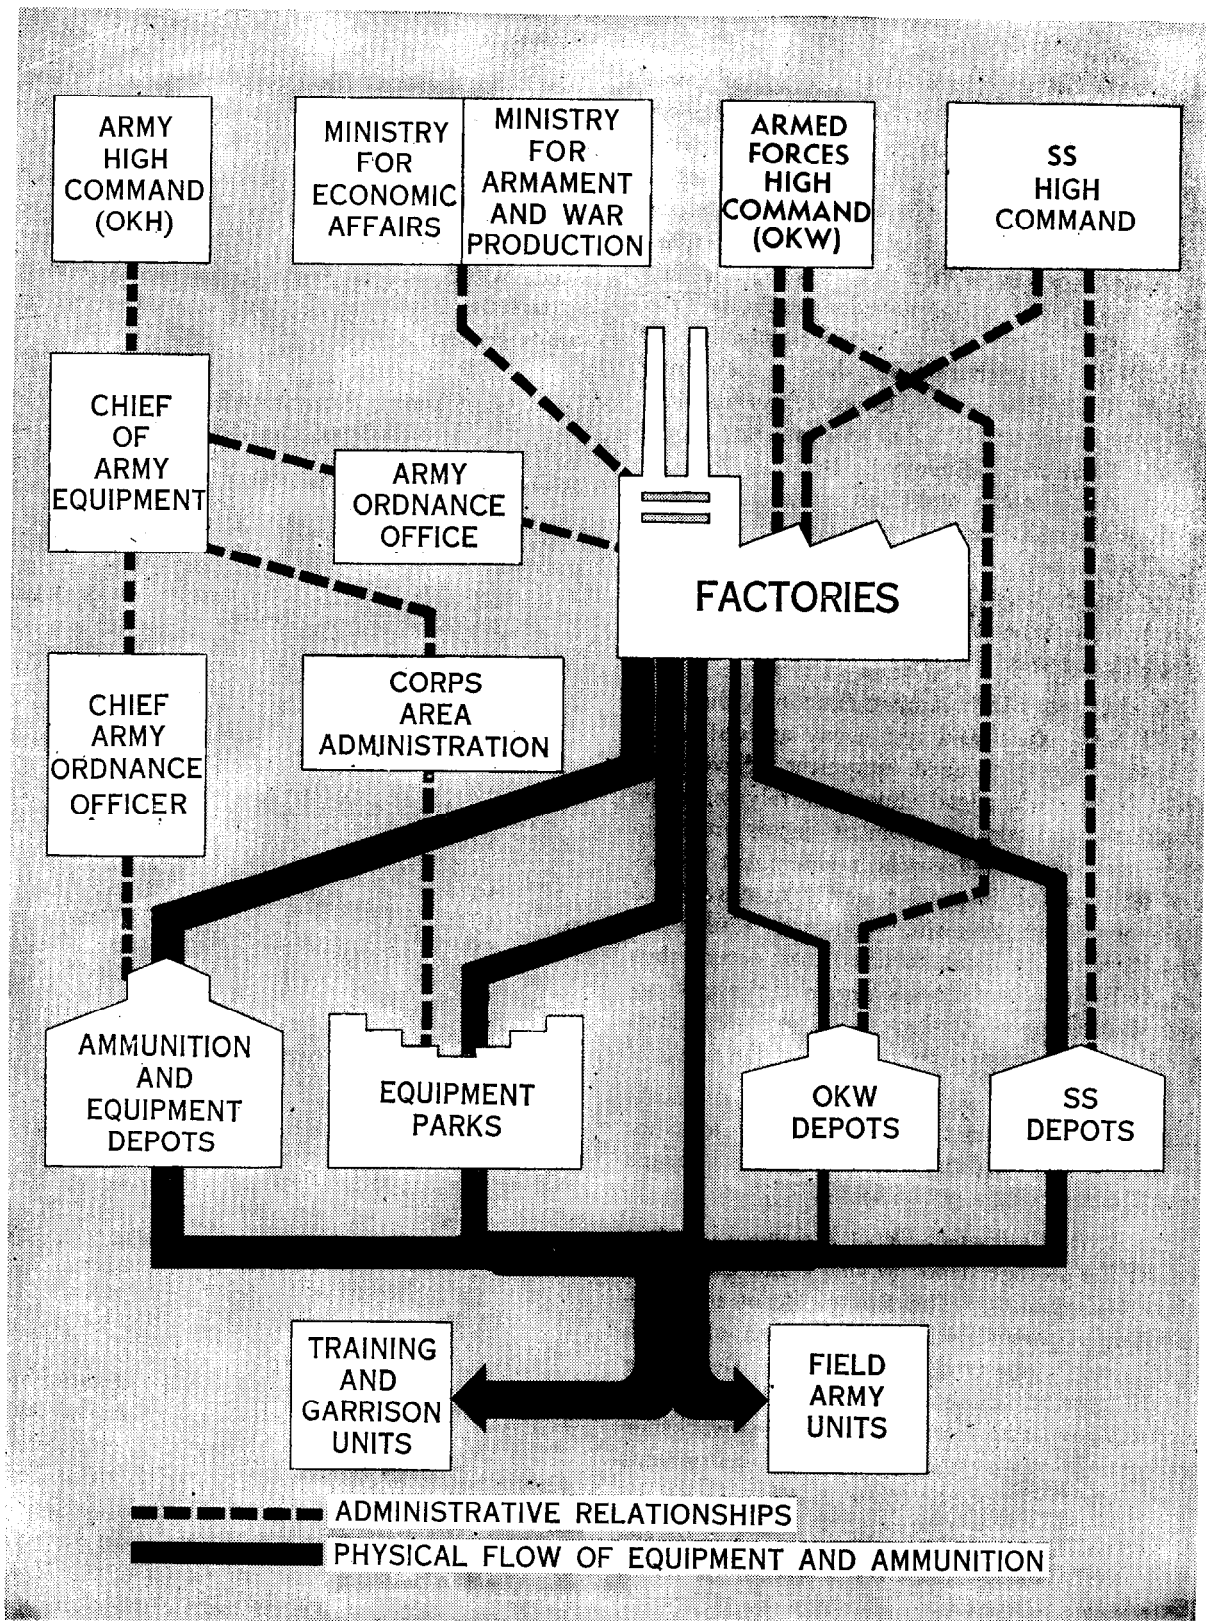 ARMY
HIGH
COMMAND
(OKH)
MINISTRY
FOR
ECONOMIC
AFFAIRS
MINISTRY
FOR
ARMAMENT
AND WAR
PRODUCTION
ARMED
FORCES
HIGH
COMMAND
(OKW)
SS
HIGH
COMMAND
CHIEF
OF
ARMY
EQUIPMENT
ARMY
ORDNANCE
OFFICE
FACTORIES
CHIEF
ARMY
ORDNANCE
OFFICER
CORPS
AREA
ADMINISTRATION
AMMUNITION
AND
EQUIPMENT
DEPOTS
EQUIPMENT
PARKS
OKW
DEPOTS
SS
DEPOTS
TRAINING
AND
GARRISON
UNITS
FIELD
ARMY
UNITS
ADMINISTRATIVE RELATIONSHIPS
PHYSICAL FLOW OF EQUIPMENT AND AMMUNITION